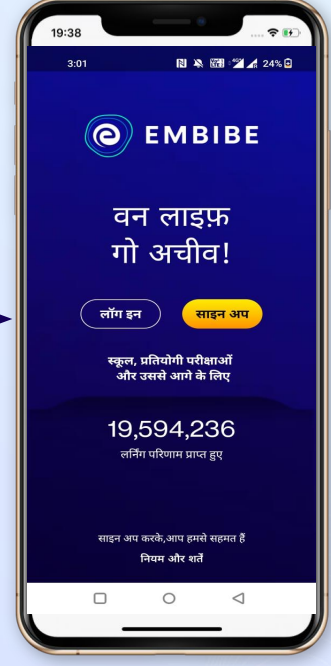 19:38
3:01
24%
EMBIBE
वन लाइफ़
गो अचीव!
लॉग इन
साइन अप
स्कूल, प्रतियोगी परीक्षाओं
और उससे आगे के लिए
19,594,236
लर्निंग परिणाम प्राप्त हुए
साइन अप करके,आप हमसे सहमत हैं
नियम और शर्तें